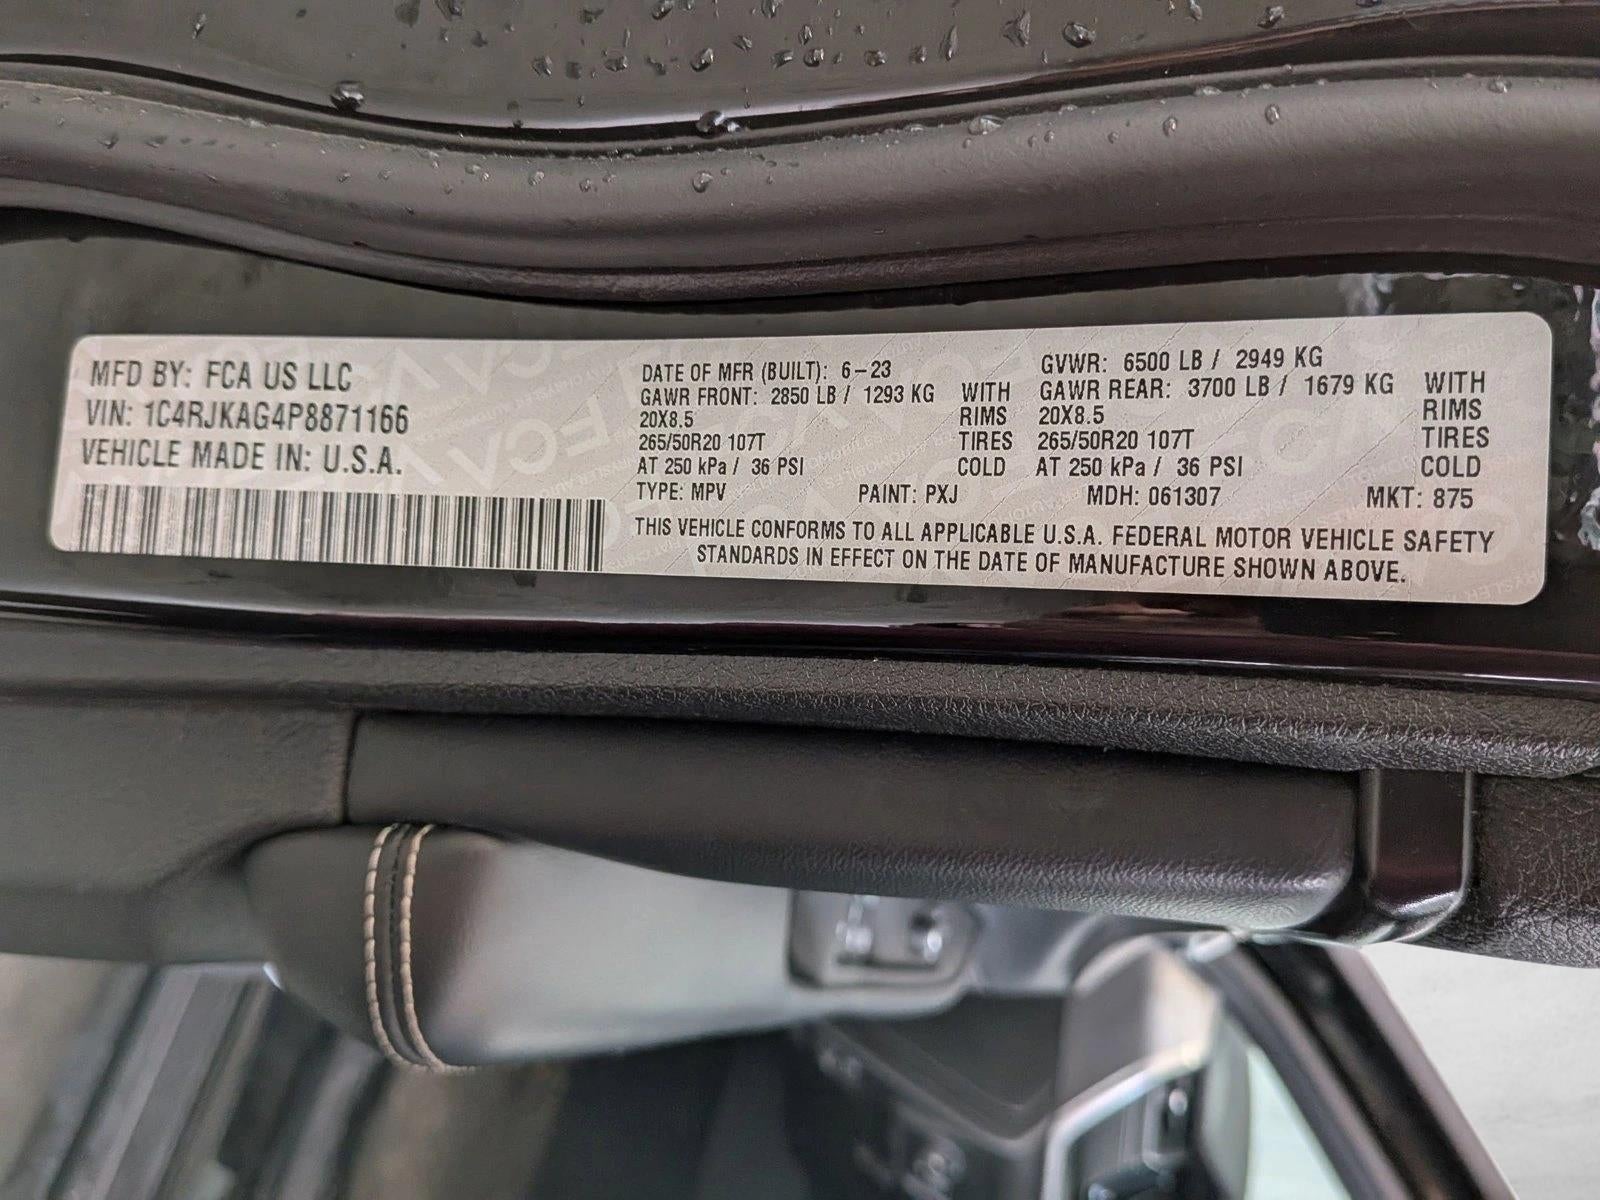 MFD BY: FCA US LLC
VIN: 1C4RJKAG4P8871166
VEHICLE MADE IN: U.S.A.
DATE OF MFR (BUILT): 6-23 GVWR: 6500 LB / 2949 KG
GAWR FRONT: 2850 LB / 1293 KG WITH GAWR REAR: 3700 LB / 1679 KG WITH
20X8.5 RIMS 20X8.5 RIMS
265/50R20 107T TIRES 265/50R20 107T TIRES
AT 250 kPa / 36 PSI COLD AT 250 kPa / 36 PSI COLD
TYPE: MPV PAINT: PXJ MDH: 061307 MKT: 875
THIS VEHICLE CONFORMS TO ALL APPLICABLE U.S.A. FEDERAL MOTOR VEHICLE SAFETY
STANDARDS IN EFFECT ON THE DATE OF MANUFACTURE SHOWN ABOVE.